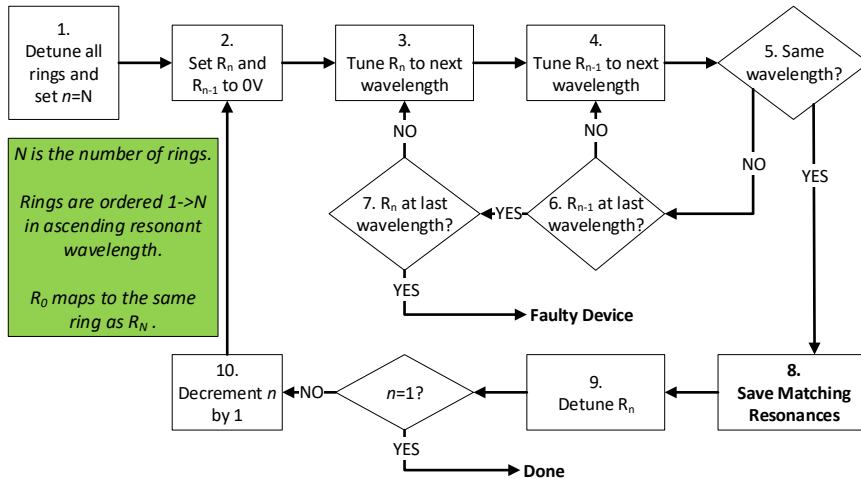 1.
Detune all
rings and
set n=N
2.
Set Rₙ and
Rₙ₋₁ to 0V
3.
Tune Rₙ to next
wavelength
4.
Tune Rₙ₋₁ to next
wavelength
5. Same
wavelength?
NO
NO
NO
YES
N is the number of rings.
Rings are ordered 1->N
in ascending resonant
wavelength.
R₀ maps to the same
ring as R_N .
7. Rₙ at last
wavelength?
YES
6. Rₙ₋₁ at last
wavelength?
YES
Faulty Device
10.
Decrement n
by 1
NO
n=1?
9.
Detune Rₙ
8.
Save Matching
Resonances
YES
Done